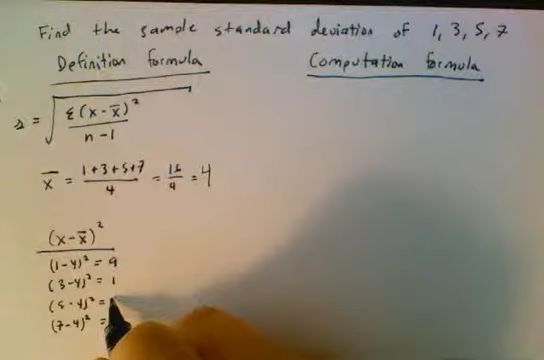 Find the sample standard deviation of 1, 3, 5, 7
Definition formula
Computation formula
s = √ Σ(x-x̄)² / n-1
x̄ = 1+3+5+7 / 4 = 16/4 = 4
(x-x̄)²
(1-4)² = 9
(3-4)² = 1
(5-4)² =
(7-4)² =